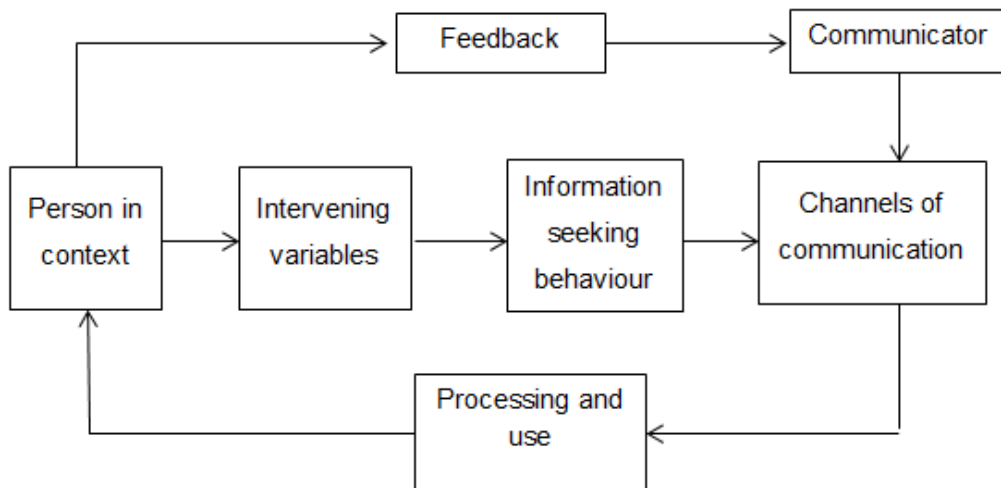 Feedback
Communicator
Person in
context
Intervening
variables
Information
seeking
behaviour
Channels of
communication
Processing and
use